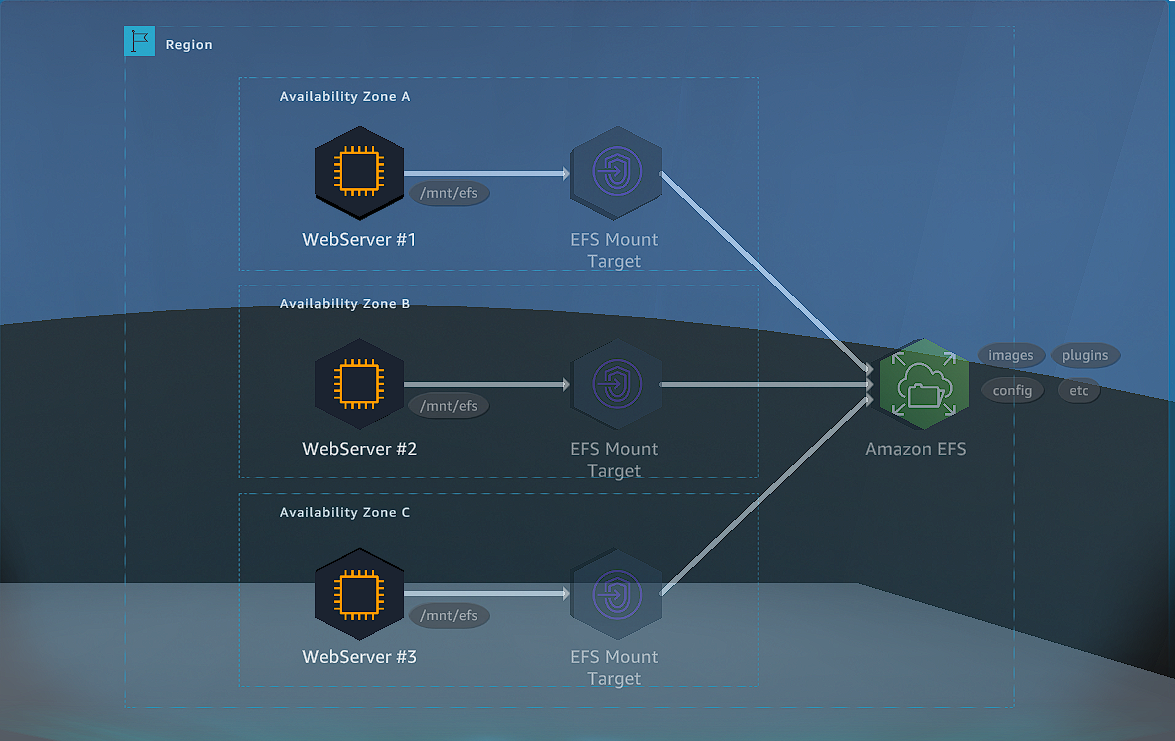 Region
Availability Zone A
/mnt/efs
WebServer #1
EFS Mount
Target
Availability Zone B
/mnt/efs
WebServer #2
EFS Mount
Target
images
plugins
config
etc
Amazon EFS
Availability Zone C
/mnt/efs
WebServer #3
EFS Mount
Target